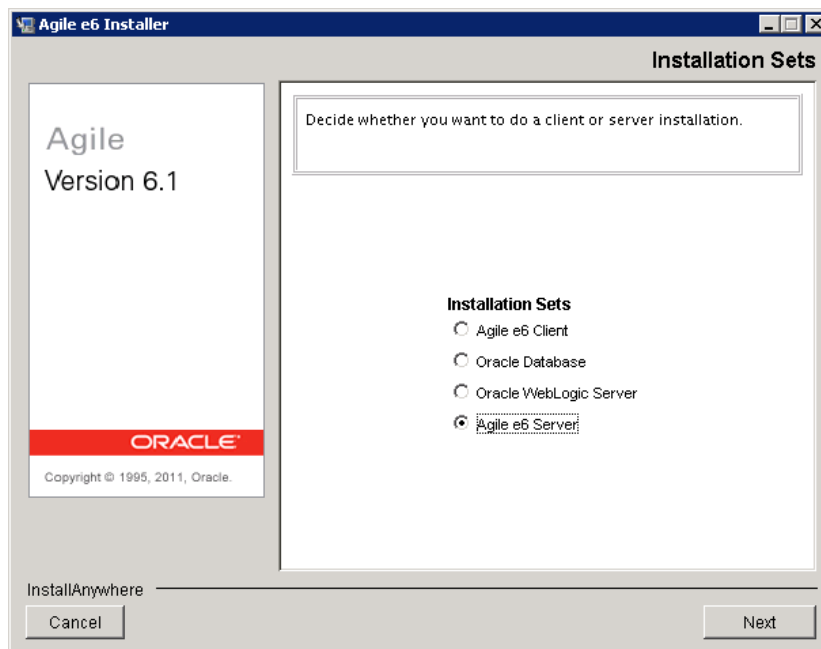 Agile e6 Installer
Installation Sets
Agile
Version 6.1
ORACLE
Copyright © 1995, 2011, Oracle.
Decide whether you want to do a client or server installation.
Installation Sets
Agile e6 Client
Oracle Database
Oracle WebLogic Server
Agile e6 Server
InstallAnywhere
Cancel
Next